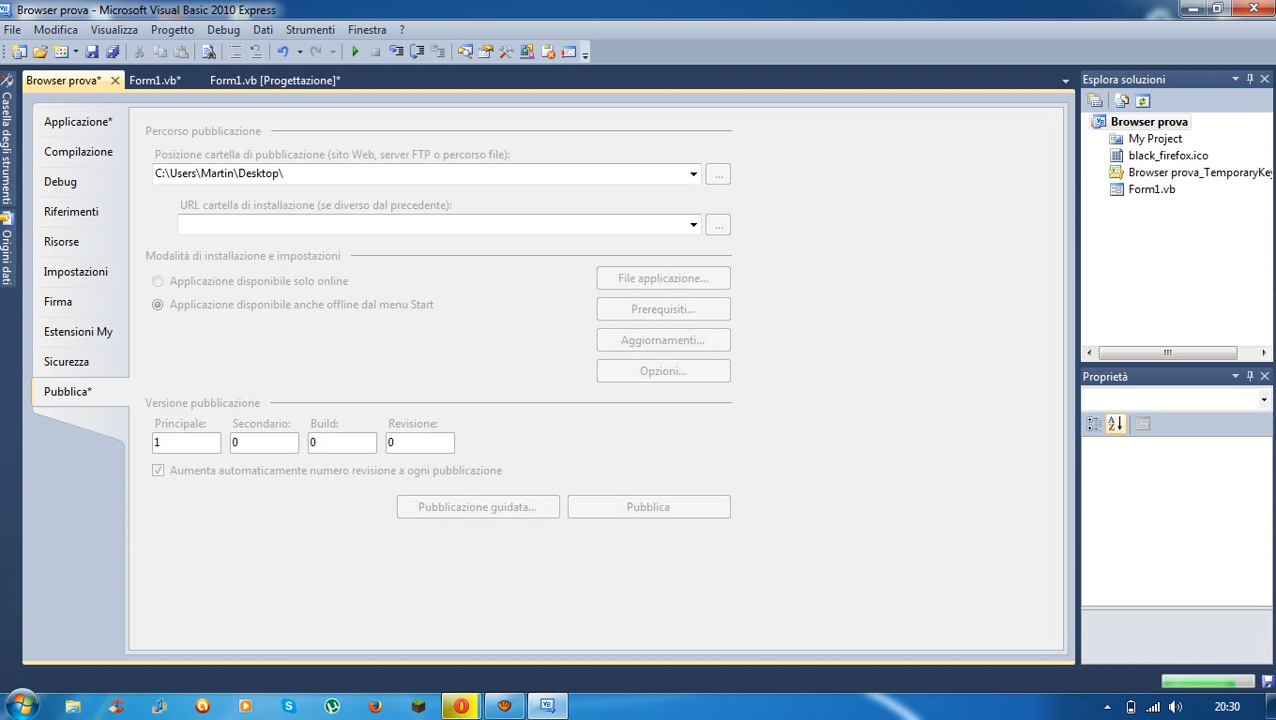 Browser prova - Microsoft Visual Basic 2010 Express
File Modifica Visualizza Progetto Debug Dati Strumenti Finestra ?
Browser prova* Form1.vb* Form1.vb [Progettazione]*
Casella degli strumenti
Origini dati
Applicazione*
Compilazione
Debug
Riferimenti
Risorse
Impostazioni
Firma
Estensioni My
Sicurezza
Pubblica*
Percorso pubblicazione
Posizione cartella di pubblicazione (sito Web, server FTP o percorso file):
C:\Users\Martin\Desktop\
...
URL cartella di installazione (se diverso dal precedente):
...
Modalità di installazione e impostazioni
Applicazione disponibile solo online
Applicazione disponibile anche offline dal menu Start
File applicazione...
Prerequisiti...
Aggiornamenti...
Opzioni...
Versione pubblicazione
Principale: Secondario: Build: Revisione:
1 0 0 0
Aumenta automaticamente numero revisione a ogni pubblicazione
Pubblicazione guidata... Pubblica
Esplora soluzioni
Browser prova
My Project
black_firefox.ico
Browser prova_TemporaryKe
Form1.vb
Proprietà
20:30